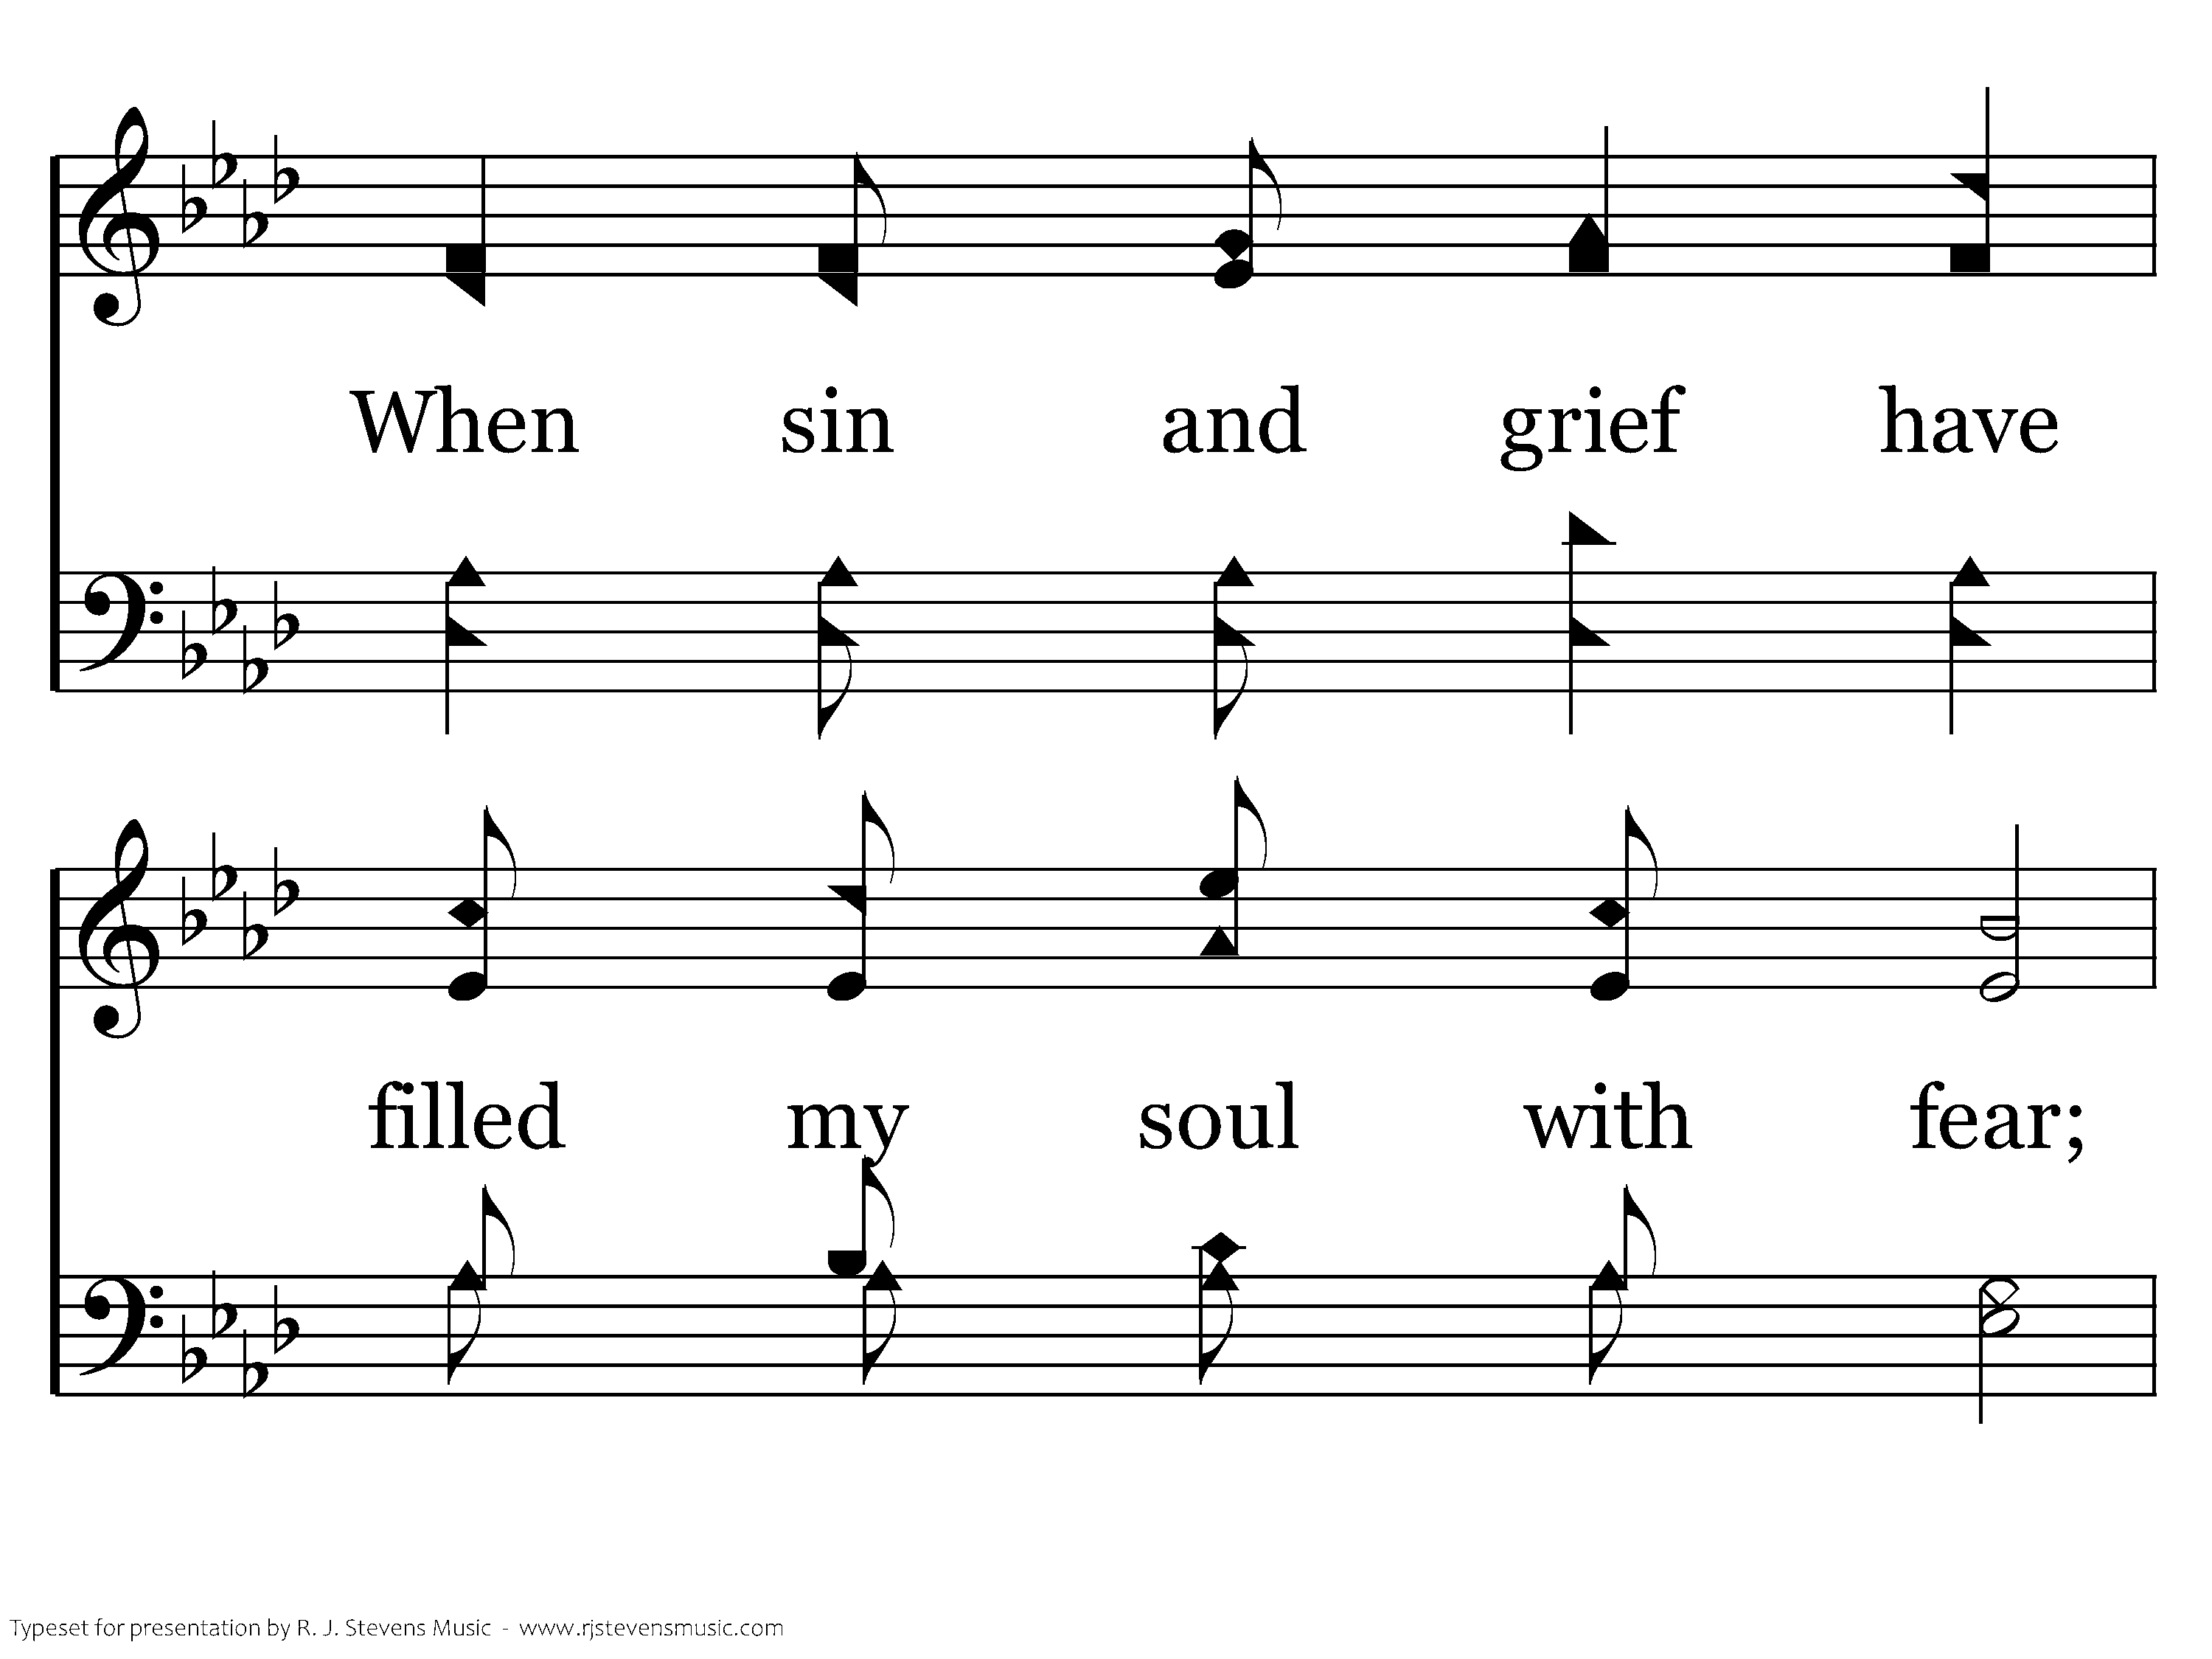 When sin and grief have
filled my soul with fear;
Typeset for presentation by R. J. Stevens Music - www.rjstevensmusic.com